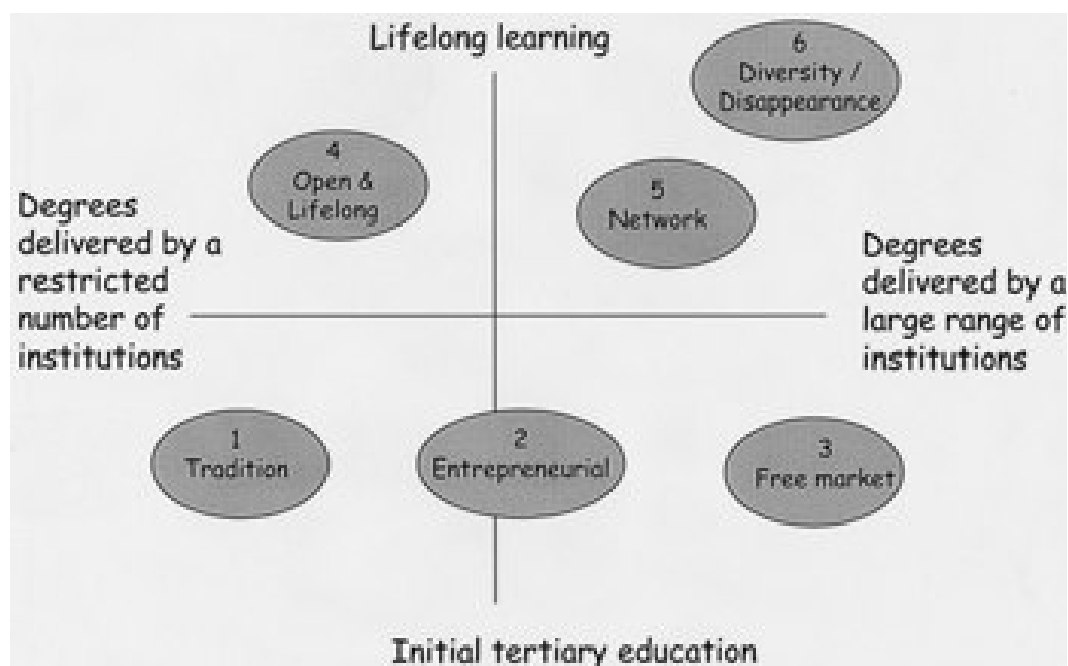 Lifelong learning
6
Diversity /
Disappearance
4
Open &
Lifelong
5
Network
Degrees
delivered by a
restricted
number of
institutions
Degrees
delivered by a
large range of
institutions
1
Tradition
2
Entrepreneurial
3
Free market
Initial tertiary education